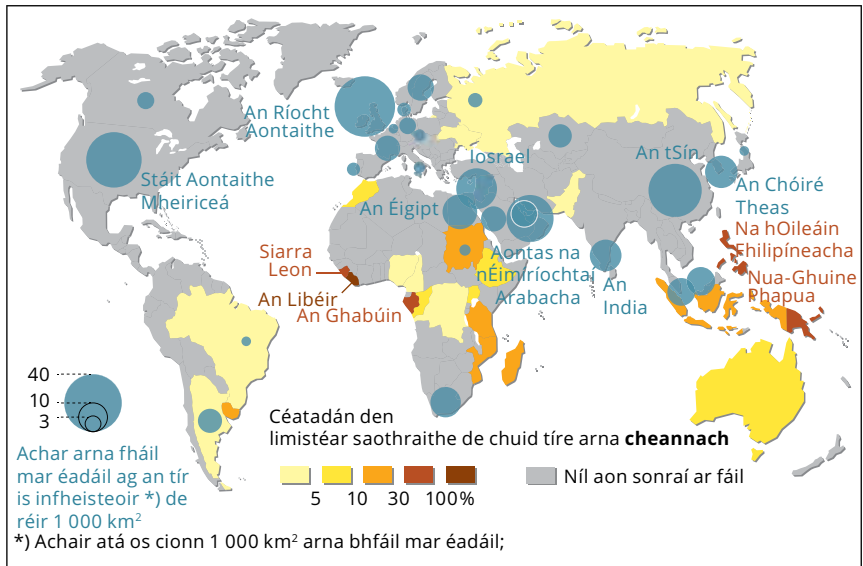 An Ríocht
Aontaithe
Stáit Aontaithe
Mheiriceá
Iosrael
An Éigipt
An tSín
An Chóiré
Theas
Na hOileáin
Fhilipíneacha
Nua-Ghuine
Phapua
Aontas na
nÉimíríochtaí
Arabacha
An
India
Siarra
Leon
An Libéir
An Ghabúin
40
10
3
Achar arna fháil
mar éadáil ag an tír
is infheisteoir *) de
réir 1 000 km²
Céatadán den
limistéar saothraithe de chuid tíre arna cheannach
5 10 30 100%
Níl aon sonraí ar fáil
*) Achair atá os cionn 1 000 km² arna bhfáil mar éadáil;